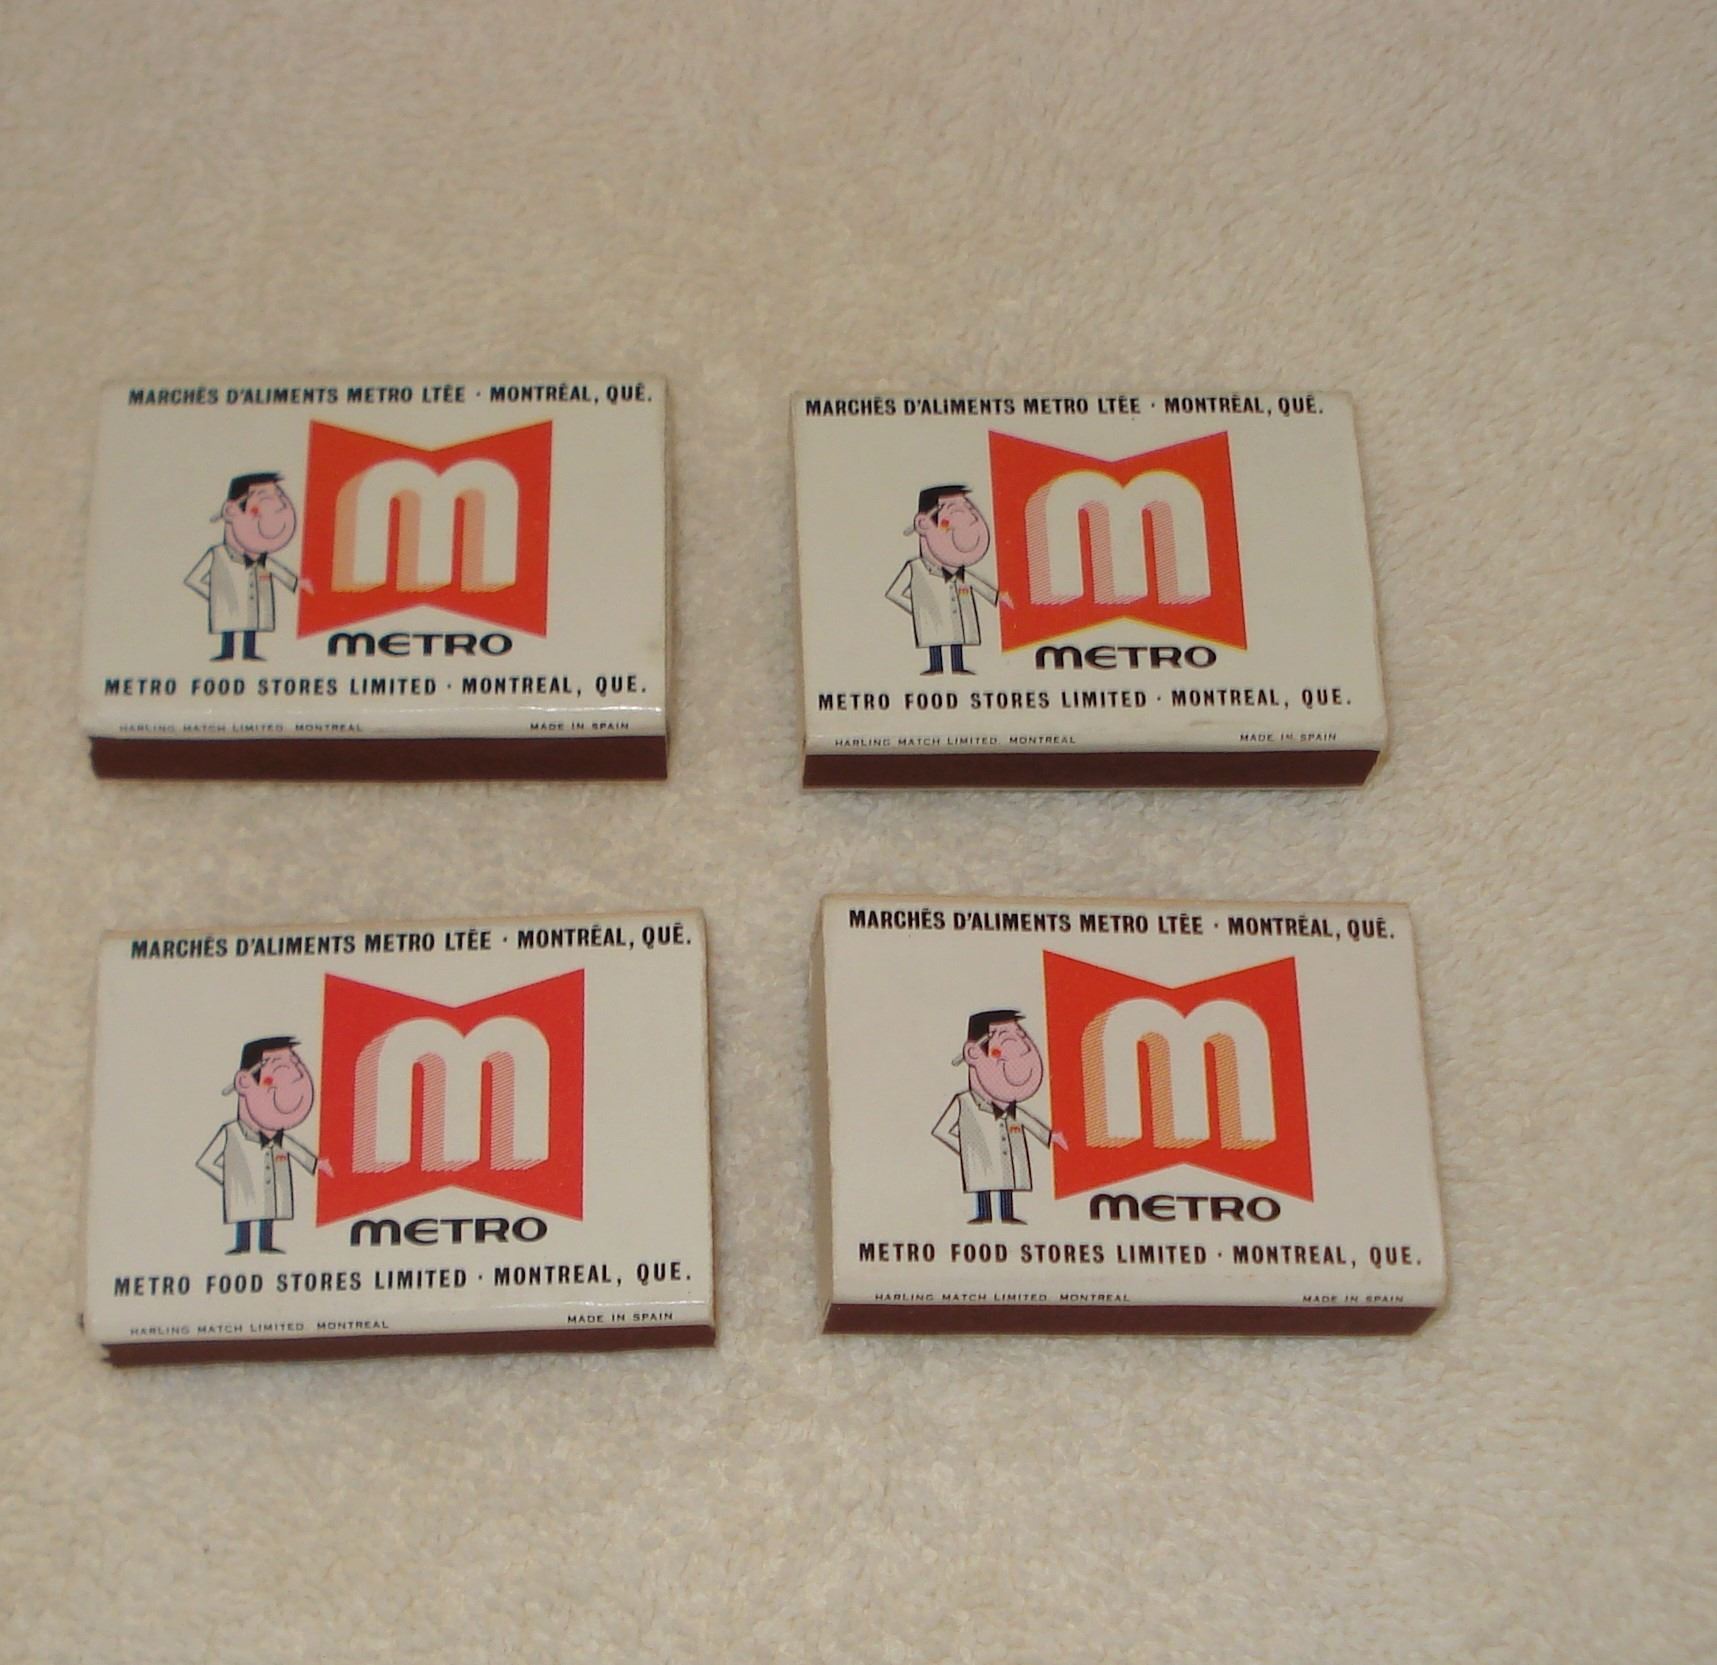 MARCHÉS D'ALIMENTS METRO LTÉE · MONTRÉAL, QUÉ.
m
METRO
METRO FOOD STORES LIMITED · MONTREAL, QUE.
HARLING MATCH LIMITED. MONTREAL MADE IN SPAIN
MARCHÉS D'ALIMENTS METRO LTÉE · MONTRÉAL, QUÉ.
m
m
METRO
METRO FOOD STORES LIMITED · MONTREAL, QUE.
HARLING MATCH LIMITED. MONTREAL MADE IN SPAIN
MARCHÉS D'ALIMENTS METRO LTÉE · MONTRÉAL, QUÉ.
m
m
METRO
METRO FOOD STORES LIMITED · MONTREAL, QUE.
HARLING MATCH LIMITED. MONTREAL MADE IN SPAIN
MARCHÉS D'ALIMENTS METRO LTÉE · MONTRÉAL, QUÉ.
m
m
METRO
METRO FOOD STORES LIMITED · MONTREAL, QUE.
HARLING MATCH LIMITED. MONTREAL MADE IN SPAIN